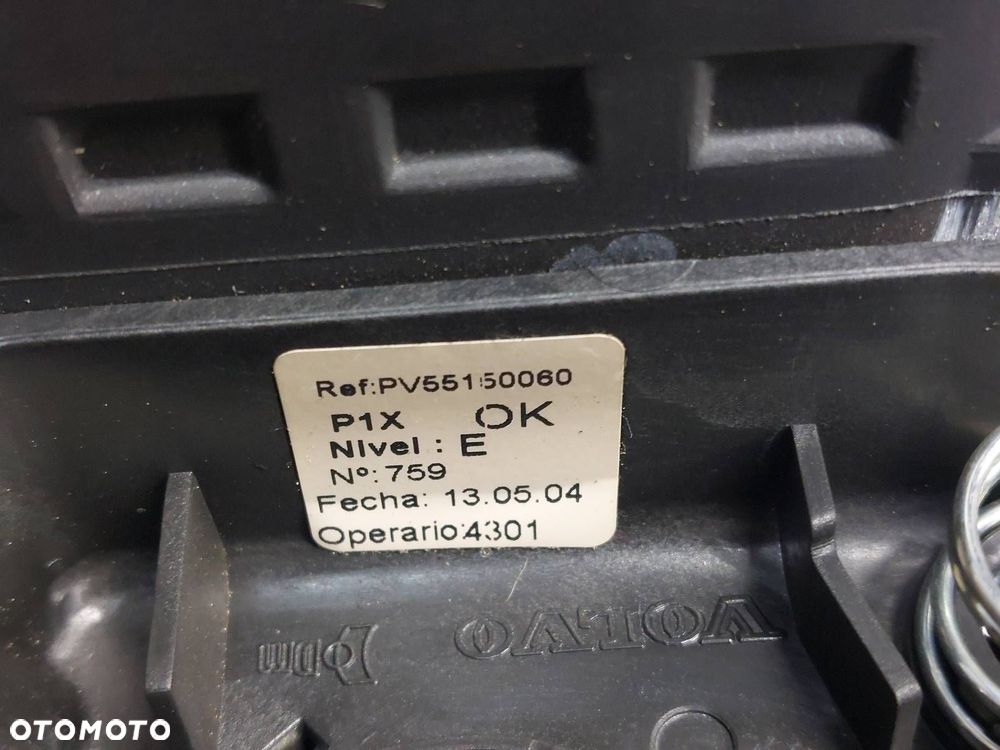 Ref:PV55150060
P1X OK
Nivel : E
Nº:759
Fecha: 13.05.04
Operario:4301
VOLVO
OTOMOTO